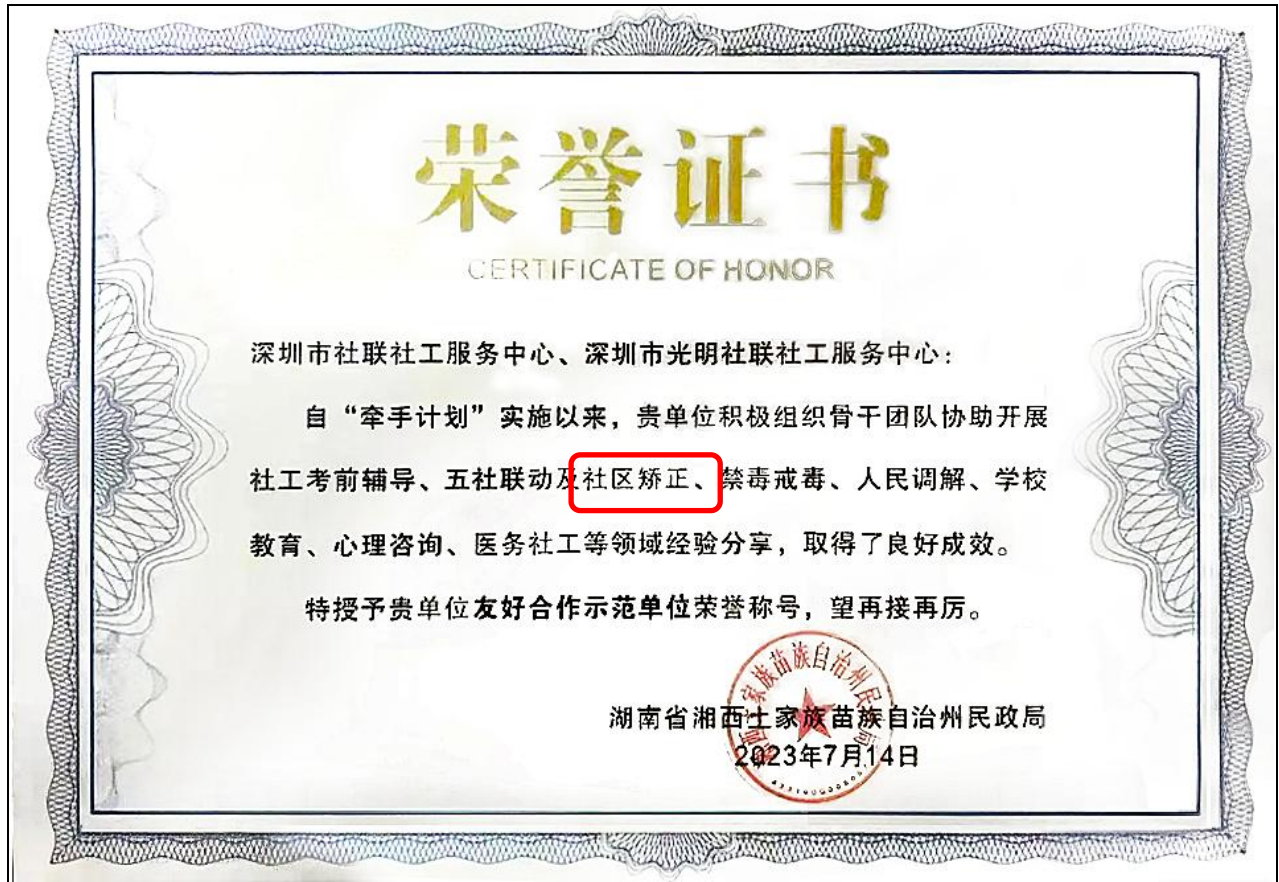 荣誉证书
CERTIFICATE OF HONOR
深圳市社联社工服务中心、深圳市光明社联社工服务中心：
自“牵手计划”实施以来，贵单位积极组织骨干团队协助开展
社工考前辅导、五社联动及社区矫正、禁毒戒毒、人民调解、学校
教育、心理咨询、医务社工等领域经验分享，取得了良好成效。
特授予贵单位友好合作示范单位荣誉称号，望再接再厉。
湖南省湘西土家族苗族自治州民政局
2023年7月14日